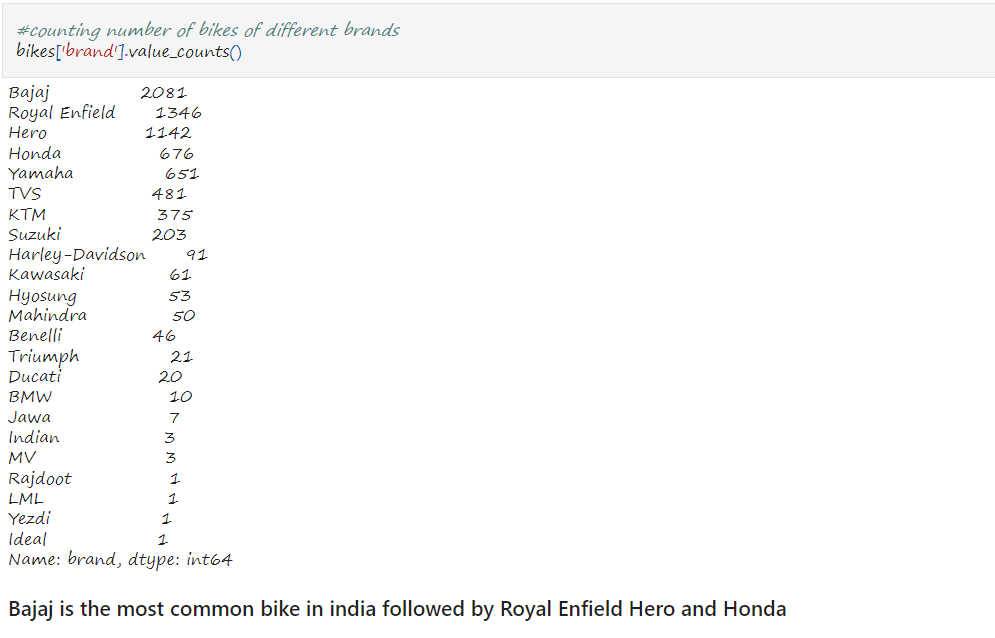 #counting number of bikes of different brands
bikes['brand'].value_counts()
Bajaj 2081
Royal Enfield 1346
Hero 1142
Honda 676
Yamaha 651
TVS 481
KTM 375
Suzuki 203
Harley-Davidson 91
Kawasaki 61
Hyosung 53
Mahindra 50
Benelli 46
Triumph 21
Ducati 20
BMW 10
Jawa 7
Indian 3
MV 3
Rajdoot 1
LML 1
Yezdi 1
Ideal 1
Name: brand, dtype: int64
Bajaj is the most common bike in india followed by Royal Enfield Hero and Honda